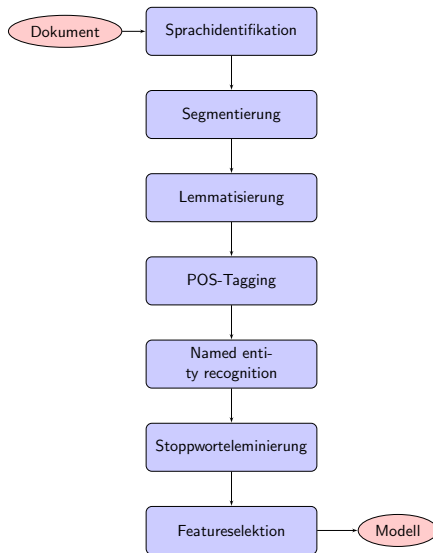 Dokument
Sprachidentifikation
Segmentierung
Lemmatisierung
POS-Tagging
Named enti-
ty recognition
Stoppworteleminierung
Featureselektion
Modell